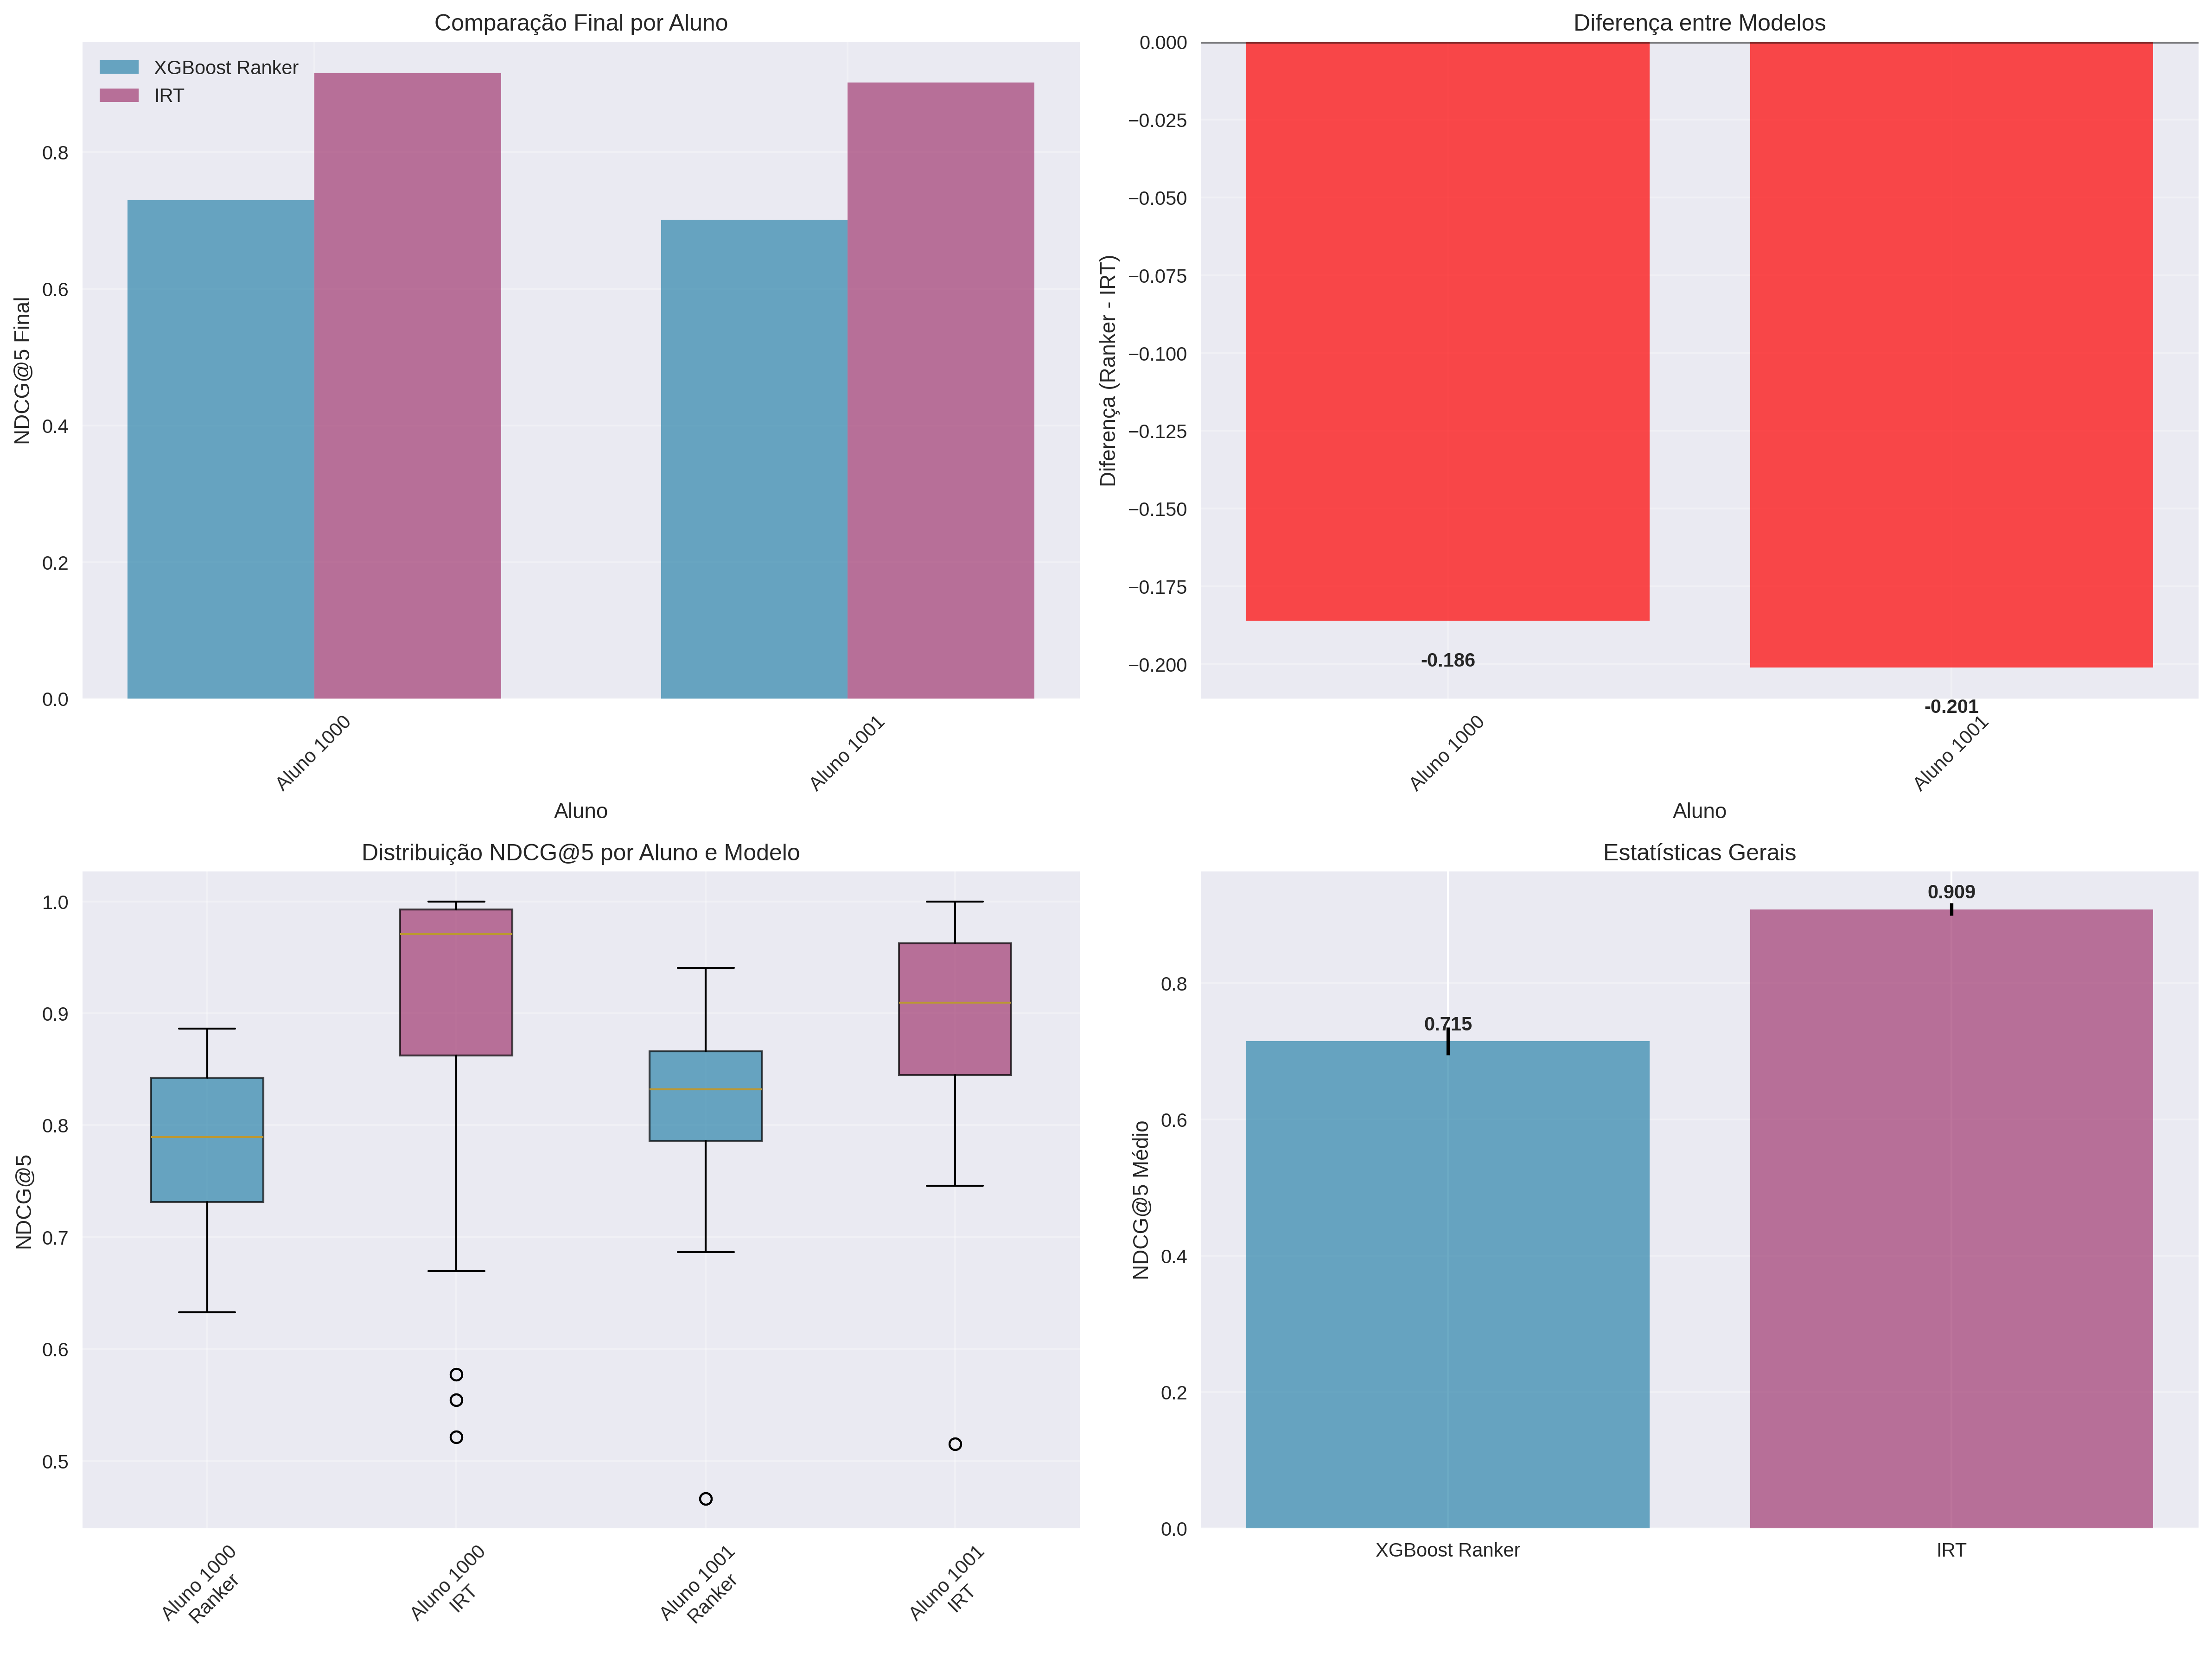 Comparação Final por Aluno
XGBoost Ranker
IRT
NDCG@5 Final
0.8
0.6
0.4
0.2
0.0
Aluno 1000
Aluno 1001
Aluno
Diferença entre Modelos
Diferença (Ranker - IRT)
0.000
−0.025
−0.050
−0.075
−0.100
−0.125
−0.150
−0.175
−0.200
-0.186
-0.201
Aluno 1000
Aluno 1001
Aluno
Distribuição NDCG@5 por Aluno e Modelo
NDCG@5
1.0
0.9
0.8
0.7
0.6
0.5
Aluno 1000
Ranker
Aluno 1000
IRT
Aluno 1001
Ranker
Aluno 1001
IRT
Estatísticas Gerais
NDCG@5 Médio
0.8
0.6
0.4
0.2
0.0
0.715
0.909
XGBoost Ranker
IRT